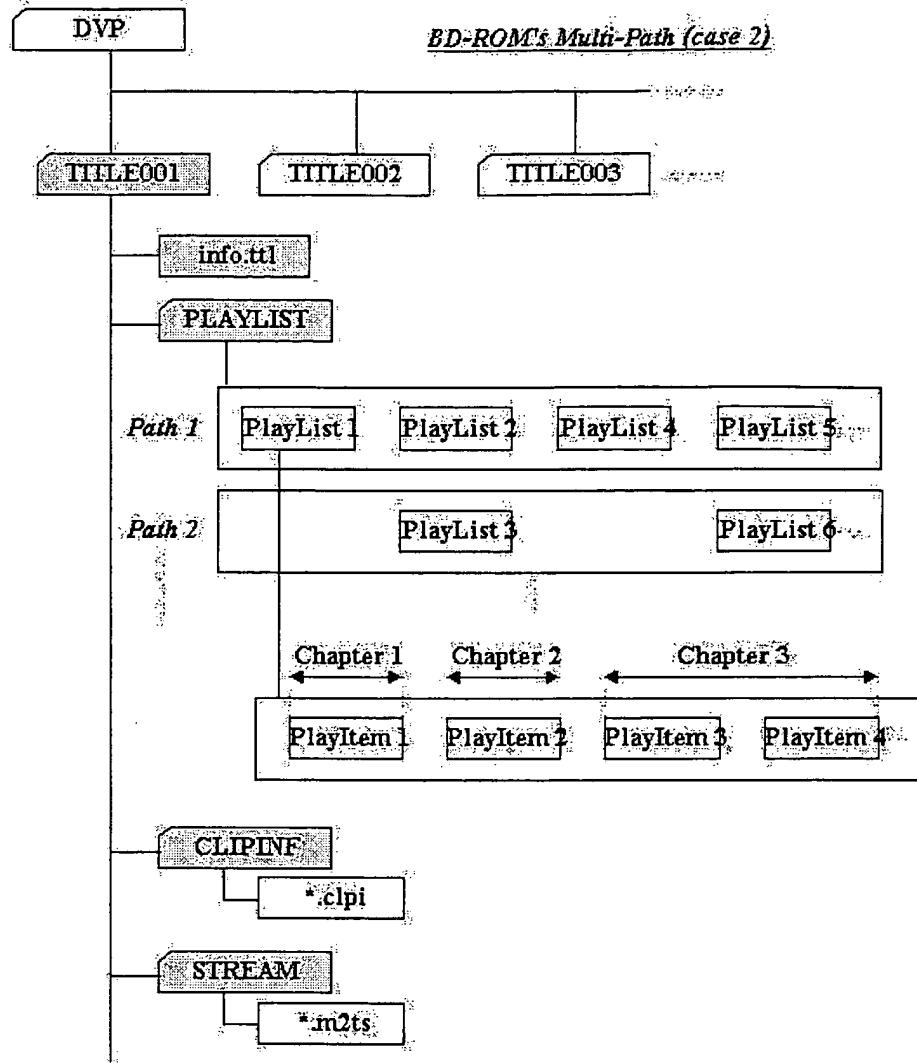 DVP
BD-ROM's Multi-Path (case 2)
TITLE001
TITLE002
TITLE003
info.ttl
PLAYLIST
Path 1
PlayList 1
PlayList 2
PlayList 4
PlayList 5
Path 2
PlayList 3
PlayList 6
Chapter 1
Chapter 2
Chapter 3
PlayItem 1
PlayItem 2
PlayItem 3
PlayItem 4
CLIPINF
*.clpi
STREAM
*.m2ts